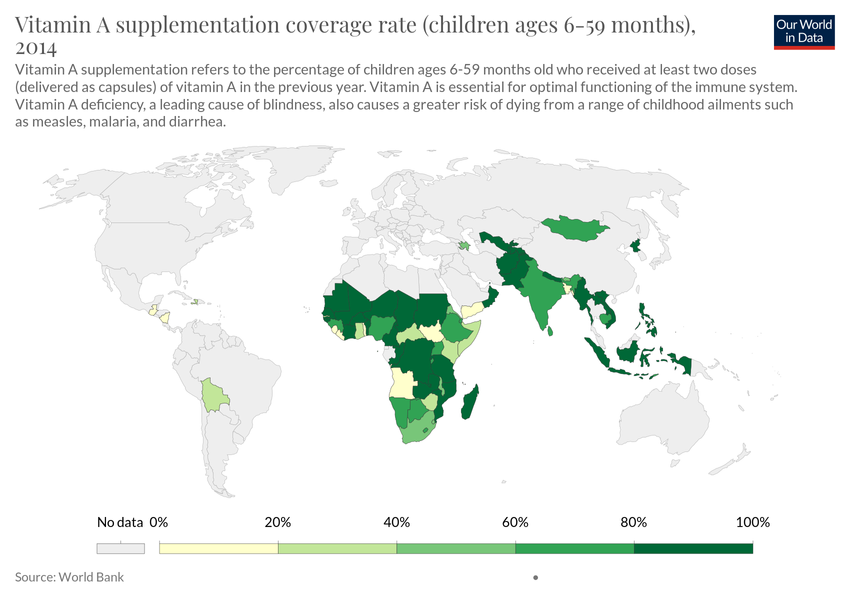 Vitamin A supplementation coverage rate (children ages 6-59 months),
2014
Our World
in Data
Vitamin A supplementation refers to the percentage of children ages 6-59 months old who received at least two doses
(delivered as capsules) of vitamin A in the previous year. Vitamin A is essential for optimal functioning of the immune system.
Vitamin A deficiency, a leading cause of blindness, also causes a greater risk of dying from a range of childhood ailments such
as measles, malaria, and diarrhea.
No data 0% 20% 40% 60% 80% 100%
Source: World Bank